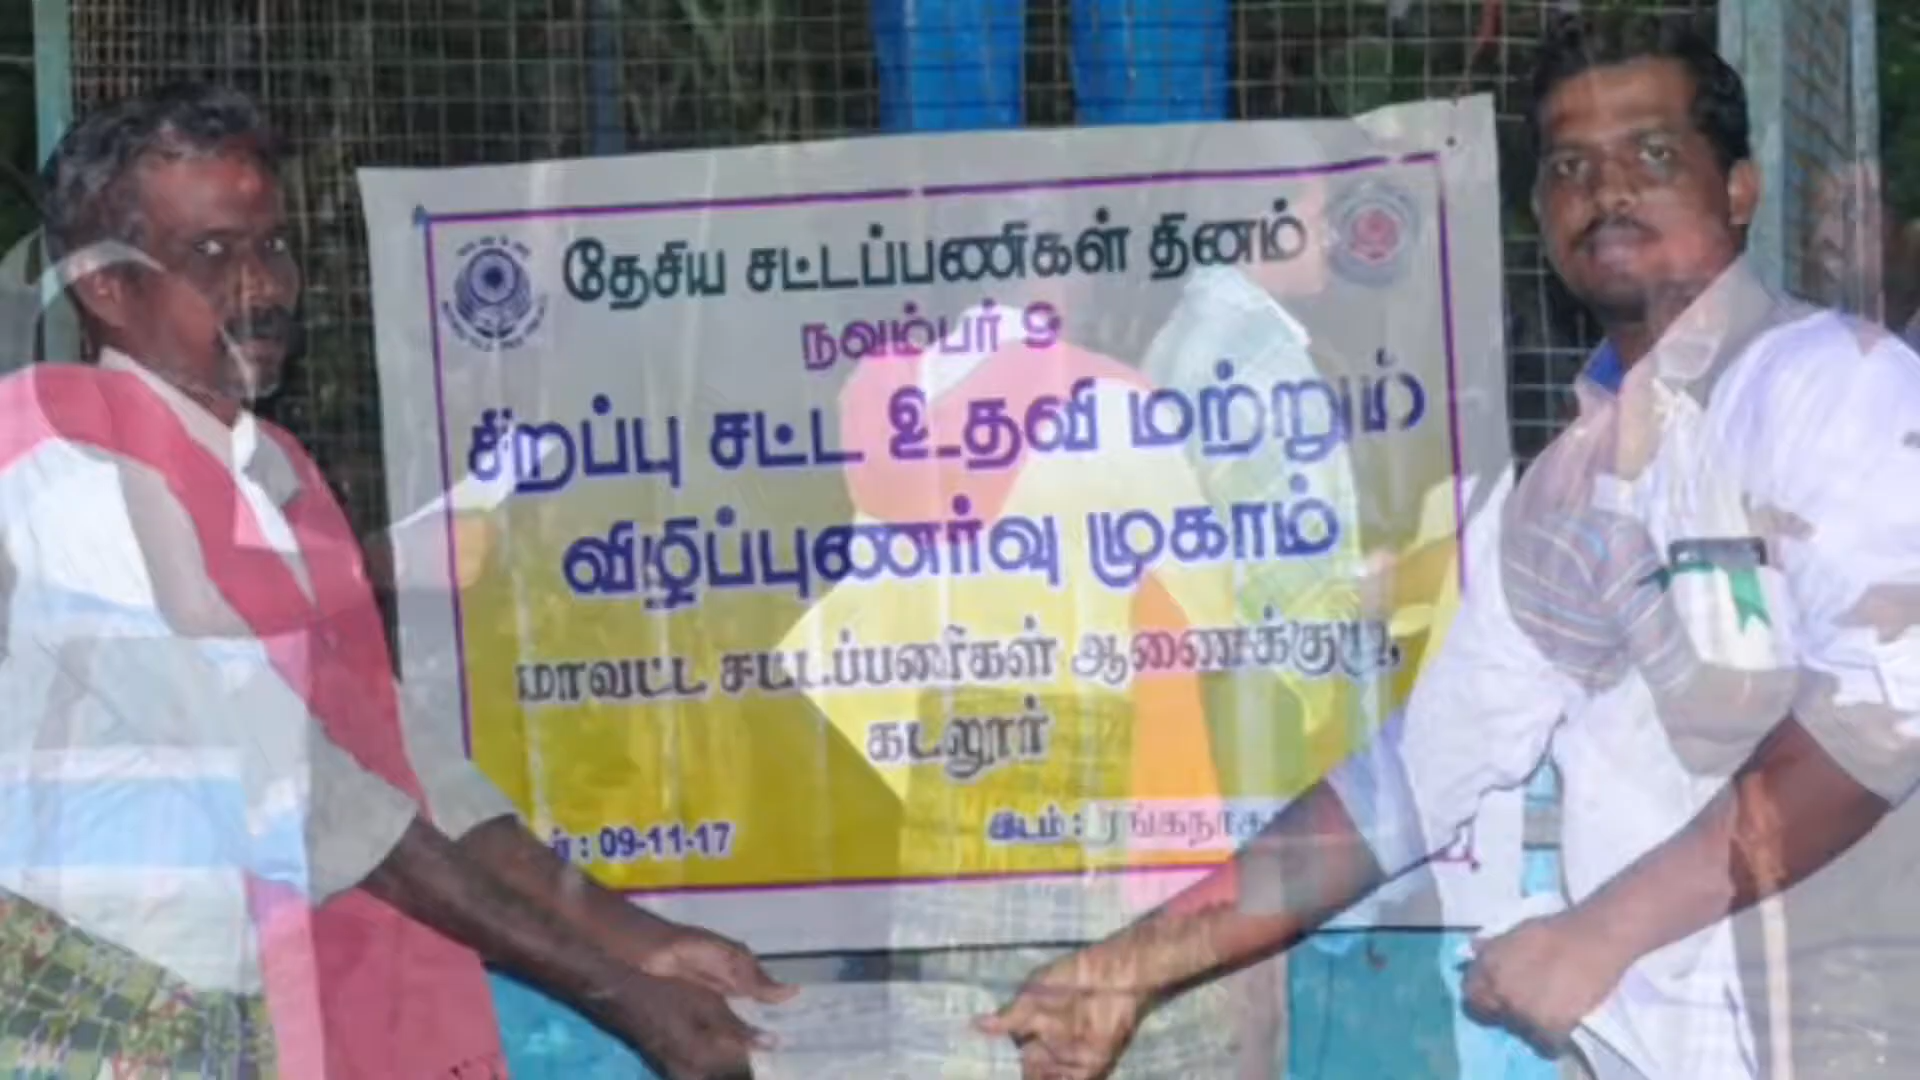 தேசிய சட்டப்பணிகள் தினம்
நவம்பர் 9
சிறப்பு சட்ட உதவி மற்றும்
விழிப்புணர்வு முகாம்
மாவட்ட சட்டப்பணிகள் ஆணைக்குழு,
கடலூர்
: 09-11-17
இடம் :